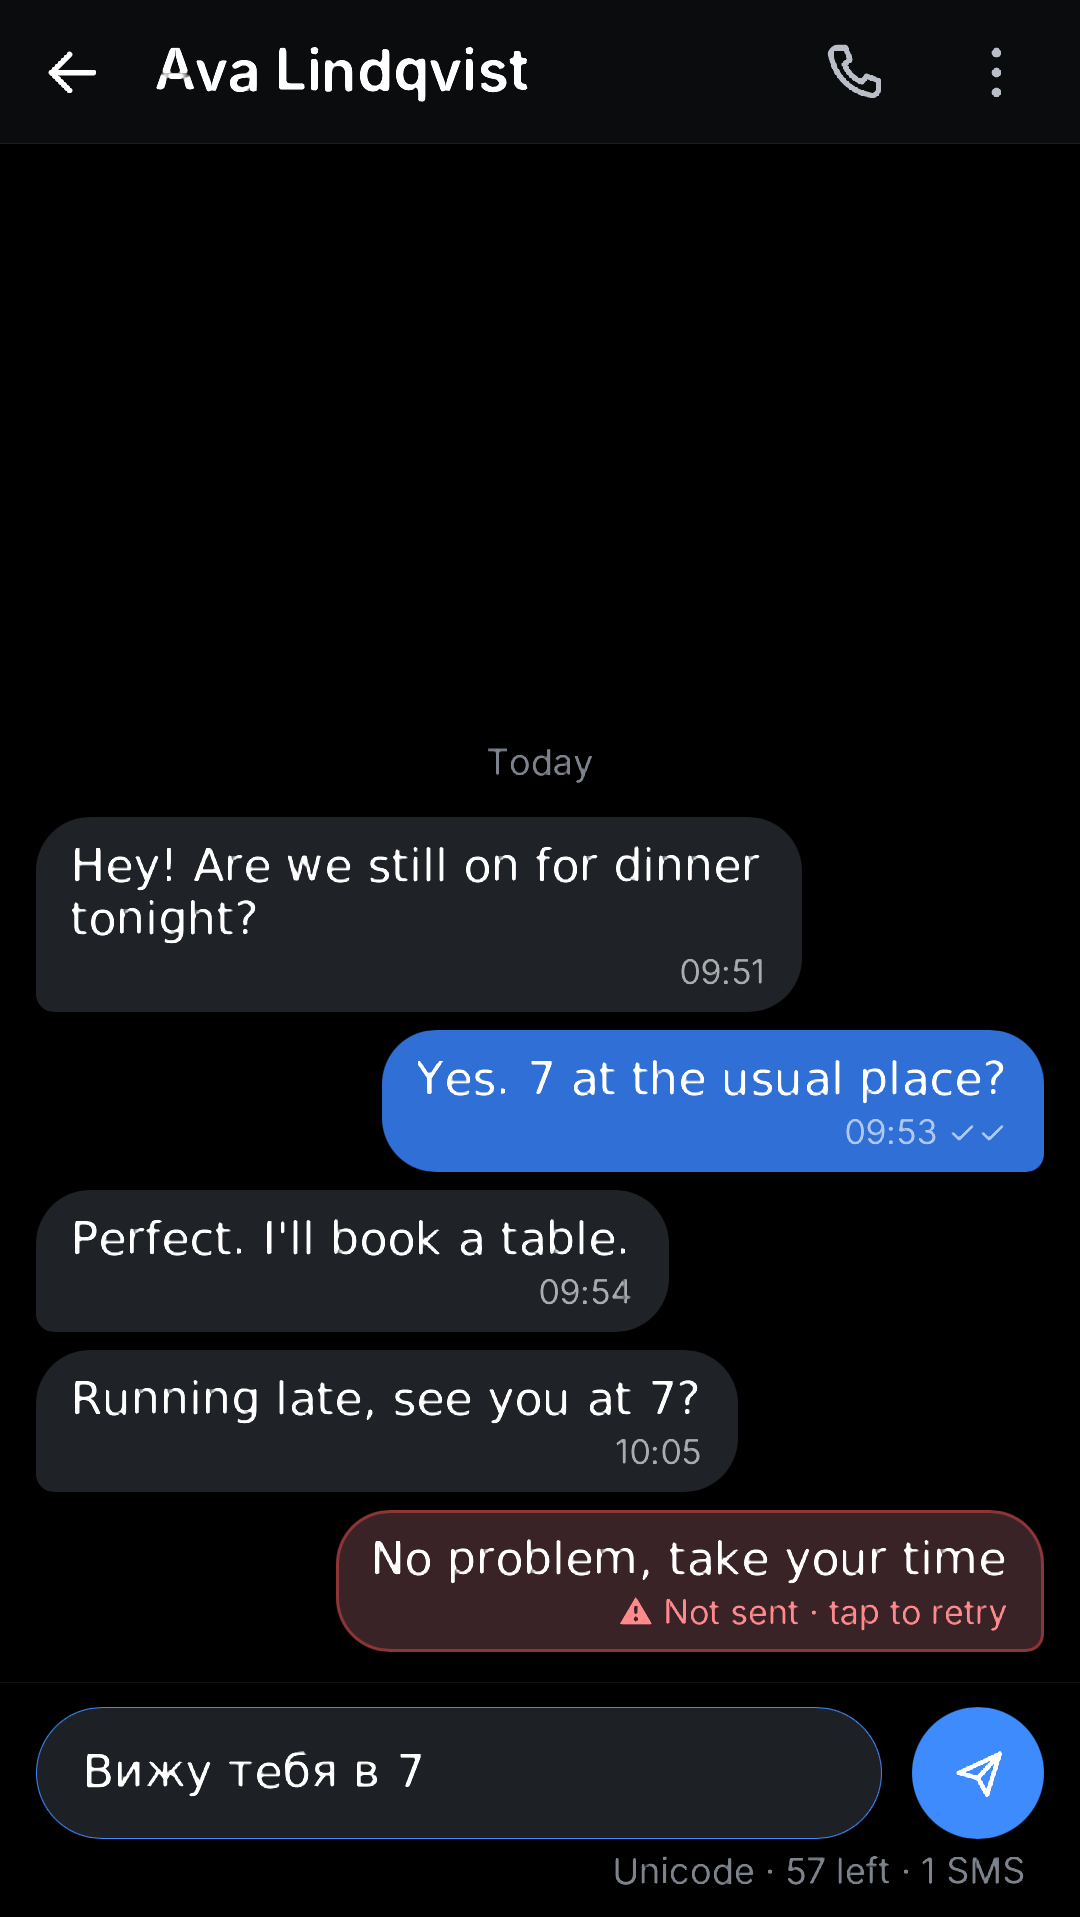 Ava Lindqvist
Today
Hey! Are we still on for dinner
tonight?
09:51
Yes. 7 at the usual place?
09:53
Perfect. I'll book a table.
09:54
Running late, see you at 7?
10:05
No problem, take your time
Not sent · tap to retry
Вижу тебя в 7
Unicode · 57 left · 1 SMS